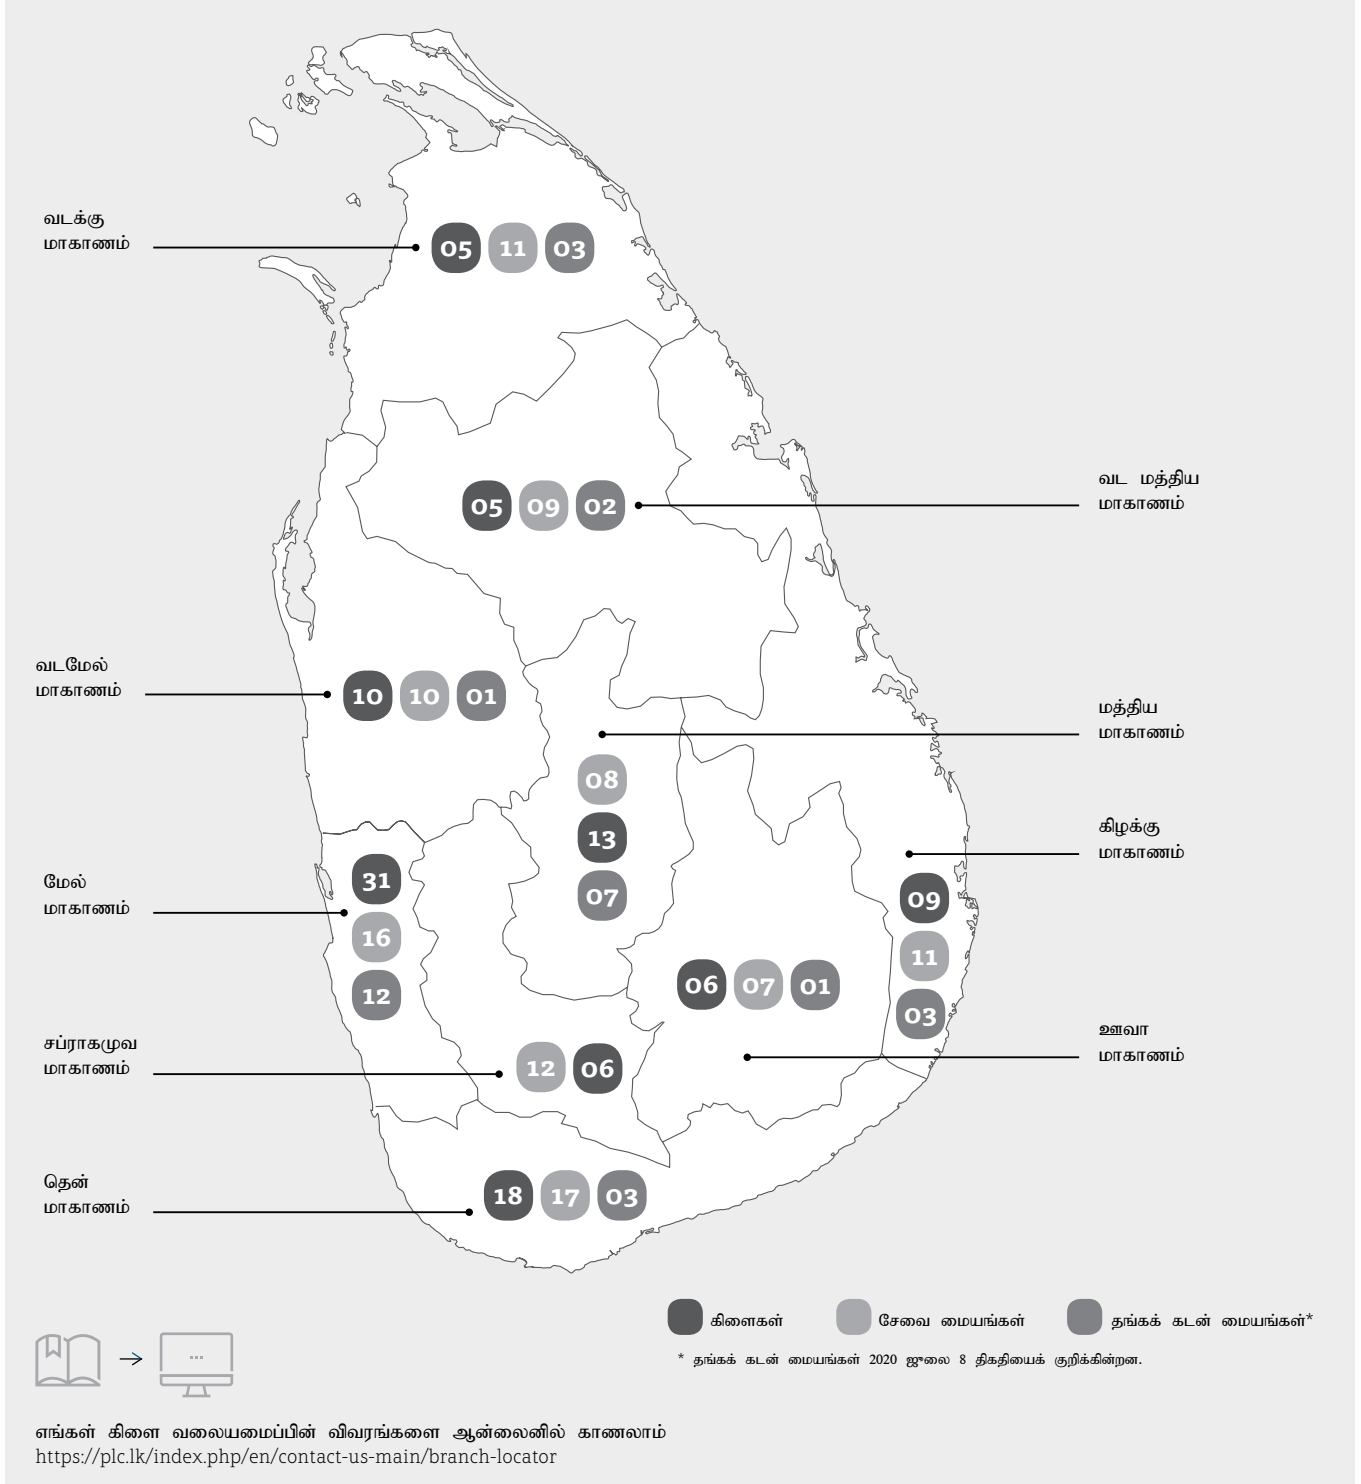 வடக்கு
மாகாணம்
05 11 03
வட மத்திய
மாகாணம்
05 09 02
வடமேல்
மாகாணம்
10 10 01
மத்திய
மாகாணம்
08
13
07
கிழக்கு
மாகாணம்
09
11
03
மேல்
மாகாணம்
31
16
12
06 07 01
ஊவா
மாகாணம்
சப்ராகமுவ
மாகாணம்
12 06
தென்
மாகாணம்
18 17 03
கிளைகள்
சேவை மையங்கள்
தங்கக் கடன் மையங்கள்*
* தங்கக் கடன் மையங்கள் 2020 ஜுலை 8 திகதியைக் குறிக்கின்றன.
எங்கள் கிளை வலையமைப்பின் விவரங்களை ஆன்லைனில் காணலாம்
https://plc.lk/index.php/en/contact-us-main/branch-locator